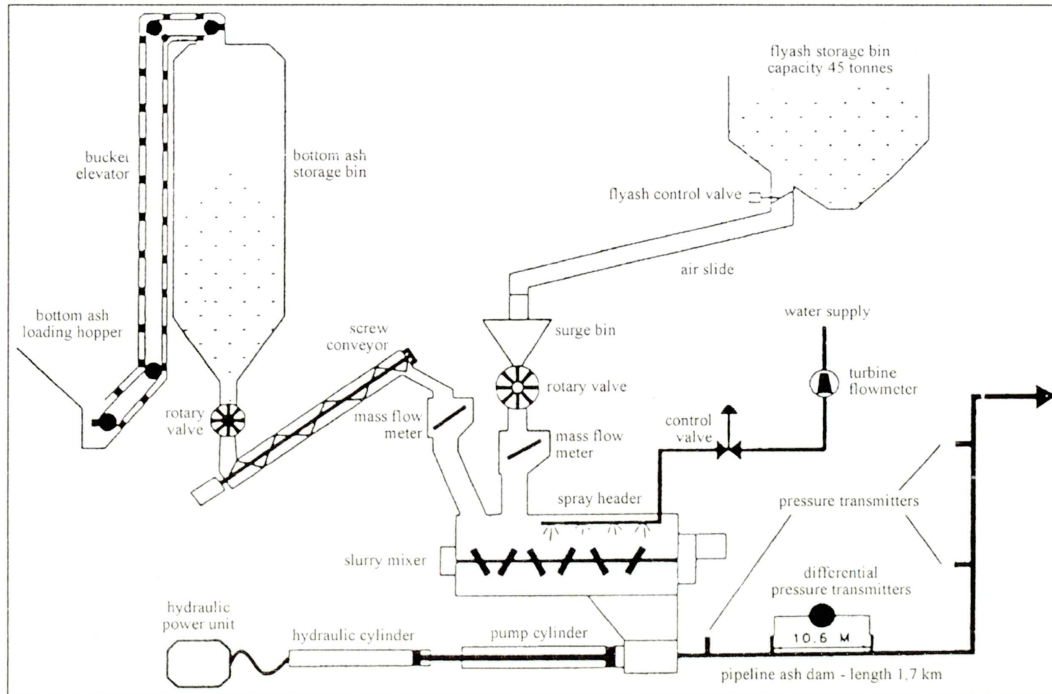 flyash storage bin
capacity 45 tonnes
bucket
elevator
bottom ash
storage bin
flyash control valve
air slide
bottom ash
loading hopper
screw
conveyor
surge bin
water supply
turbine
flowmeter
rotary
valve
mass flow
meter
rotary valve
mass flow
meter
control
valve
spray header
pressure transmitters
slurry mixer
differential
pressure transmitters
10.6 M
hydraulic
power unit
hydraulic cylinder
pump cylinder
pipeline ash dam - length 1,7 km